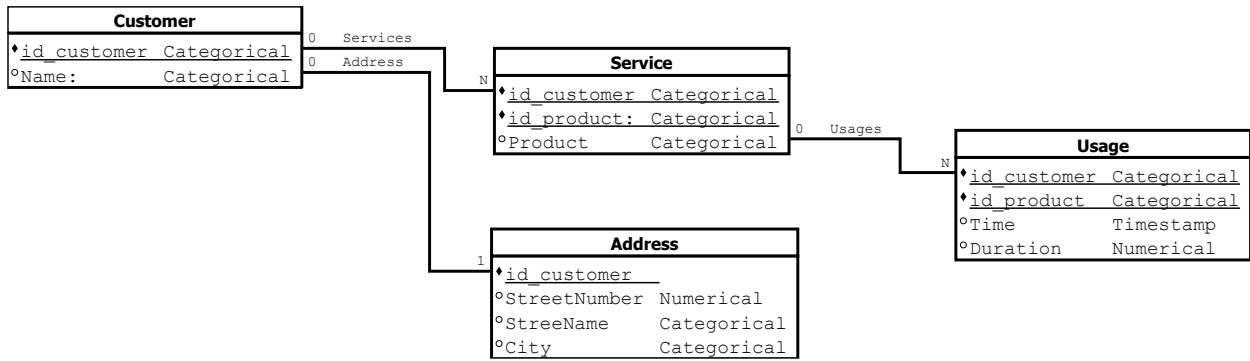 Customer
id_customer Categorical
Name: Categorical
0 Services
0 Address
N
Service
id_customer Categorical
id_product: Categorical
Product Categorical
0 Usages
N
Usage
id_customer Categorical
id_product Categorical
Time Timestamp
Duration Numerical
1
Address
id_customer
StreetNumber Numerical
StreeName Categorical
City Categorical